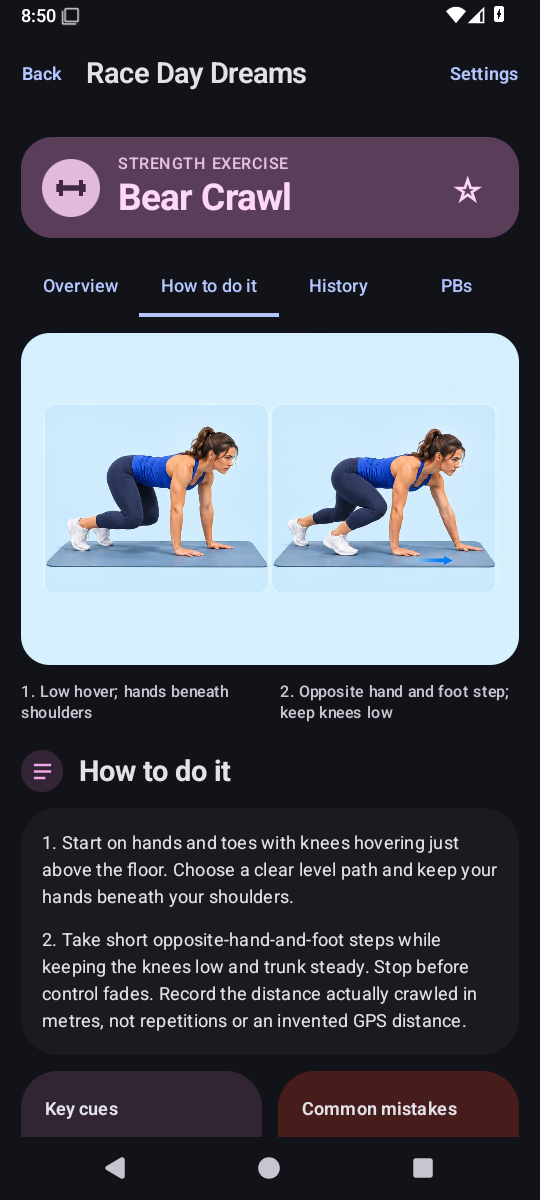 8:50
Back
Race Day Dreams
Settings
STRENGTH EXERCISE
Bear Crawl
Overview
How to do it
History
PBs
1. Low hover; hands beneath
shoulders
2. Opposite hand and foot step;
keep knees low
How to do it
1. Start on hands and toes with knees hovering just
above the floor. Choose a clear level path and keep your
hands beneath your shoulders.
2. Take short opposite-hand-and-foot steps while
keeping the knees low and trunk steady. Stop before
control fades. Record the distance actually crawled in
metres, not repetitions or an invented GPS distance.
Key cues
Common mistakes